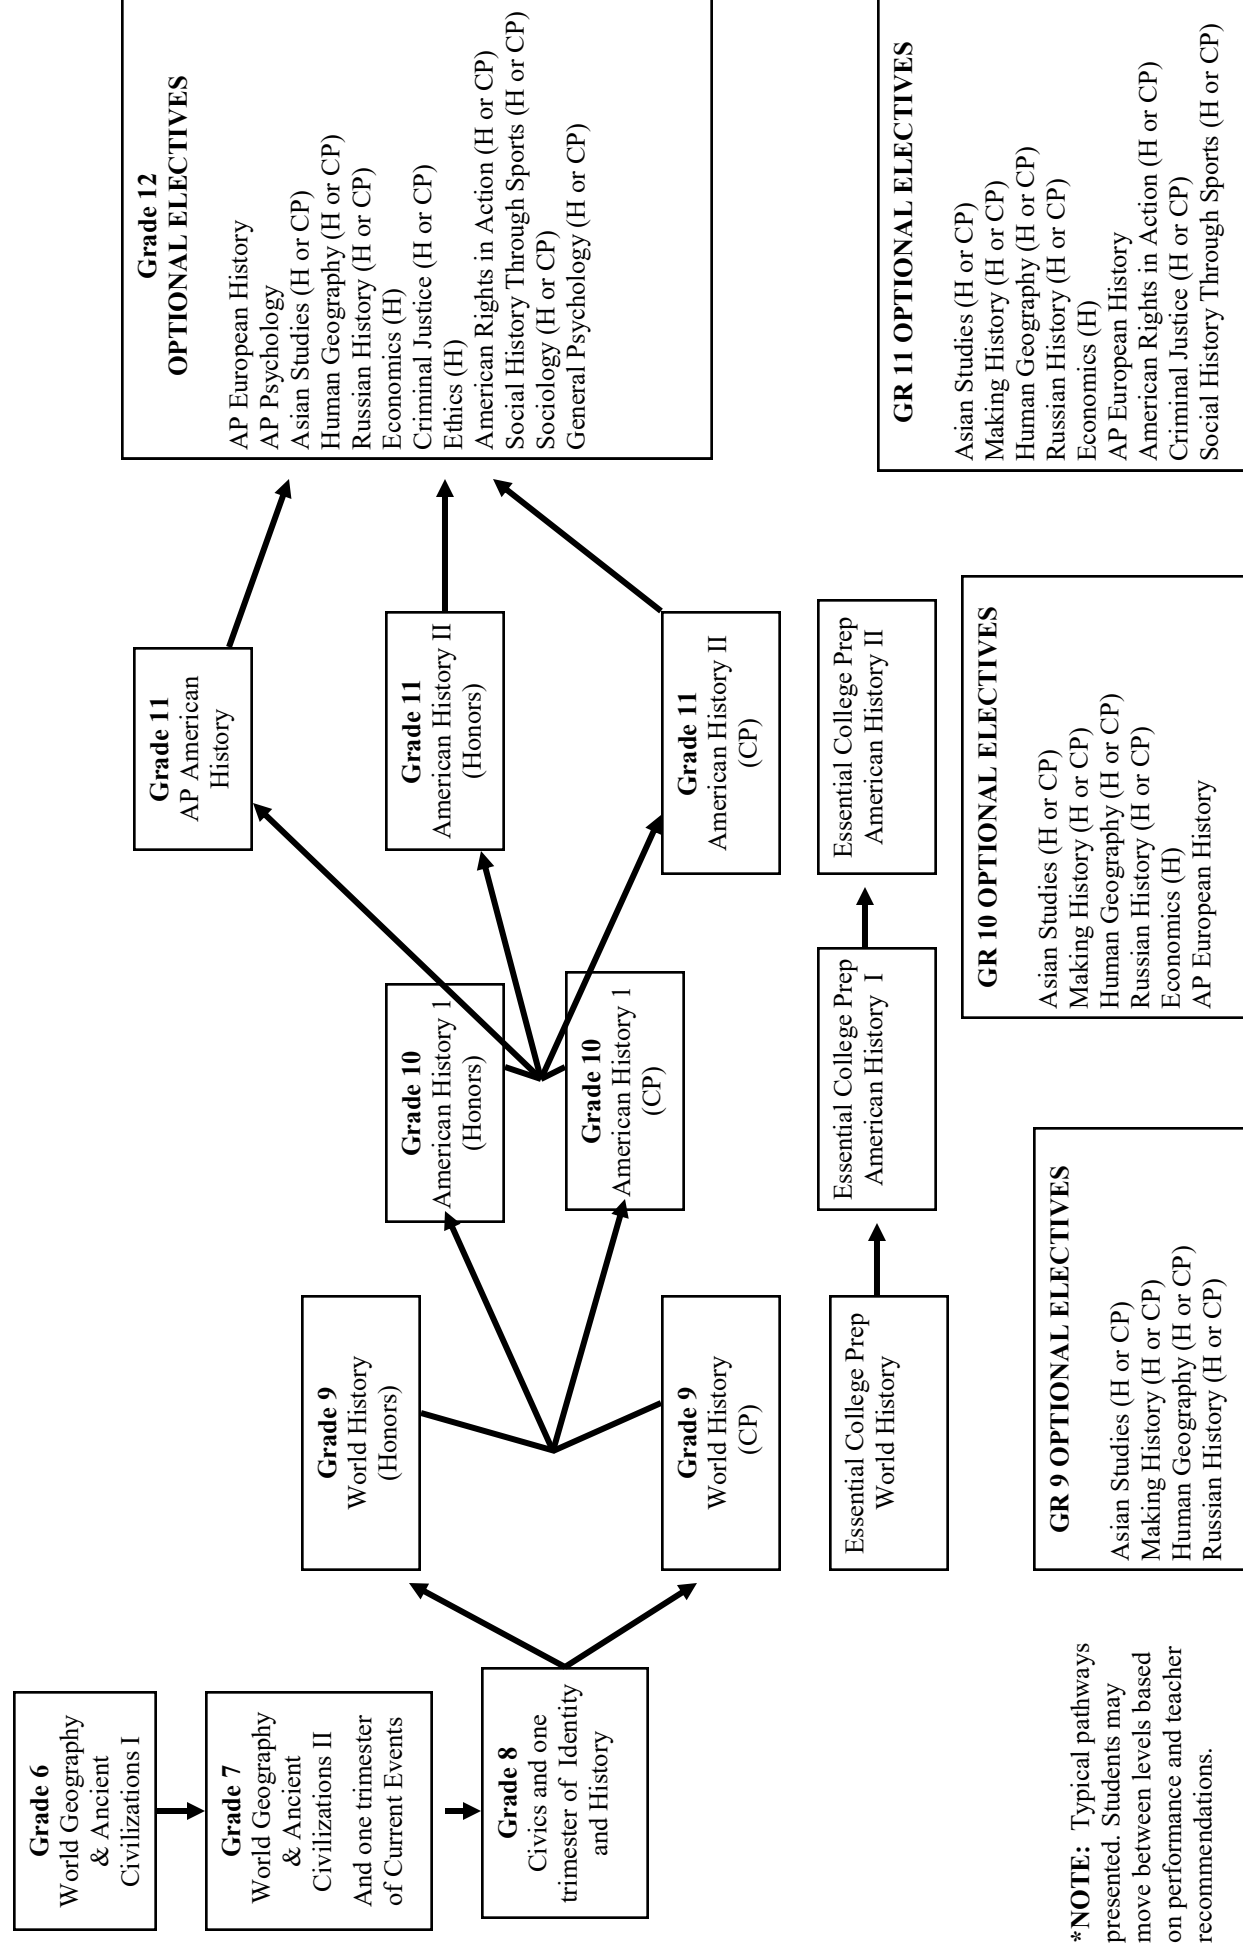 Grade 6
World Geography
& Ancient
Civilizations I
Grade 7
World Geography
& Ancient
Civilizations II
And one trimester
of Current Events
Grade 8
Civics and one
trimester of Identity
and History
Grade 9
World History
(Honors)
Grade 9
World History
(CP)
Essential College Prep
World History
Grade 10
American History 1
(Honors)
Grade 10
American History 1
(CP)
Essential College Prep
American History I
Grade 11
AP American
History
Grade 11
American History II
(Honors)
Grade 11
American History II
(CP)
Essential College Prep
American History II
Grade 12
OPTIONAL ELECTIVES
AP European History
AP Psychology
Asian Studies (H or CP)
Human Geography (H or CP)
Russian History (H or CP)
Economics (H)
Criminal Justice (H or CP)
Ethics (H)
American Rights in Action (H or CP)
Social History Through Sports (H or CP)
Sociology (H or CP)
General Psychology (H or CP)
*NOTE: Typical pathways
presented. Students may
move between levels based
on performance and teacher
recommendations.
GR 9 OPTIONAL ELECTIVES
Asian Studies (H or CP)
Making History (H or CP)
Human Geography (H or CP)
Russian History (H or CP)
GR 10 OPTIONAL ELECTIVES
Asian Studies (H or CP)
Making History (H or CP)
Human Geography (H or CP)
Russian History (H or CP)
Economics (H)
AP European History
GR 11 OPTIONAL ELECTIVES
Asian Studies (H or CP)
Making History (H or CP)
Human Geography (H or CP)
Russian History (H or CP)
Economics (H)
AP European History
American Rights in Action (H or CP)
Criminal Justice (H or CP)
Social History Through Sports (H or CP)